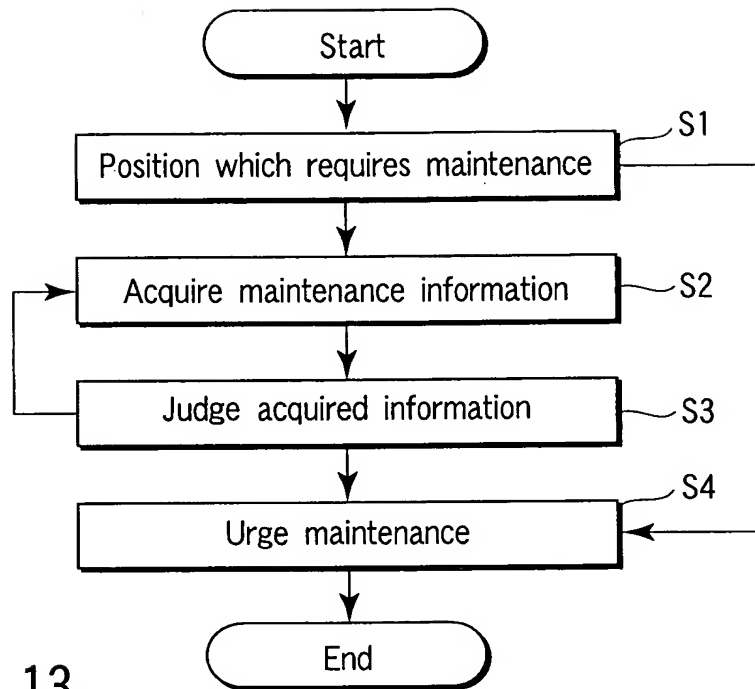 Start
S1
Position which requires maintenance
Acquire maintenance information
S2
Judge acquired information
S3
S4
Urge maintenance
End
13